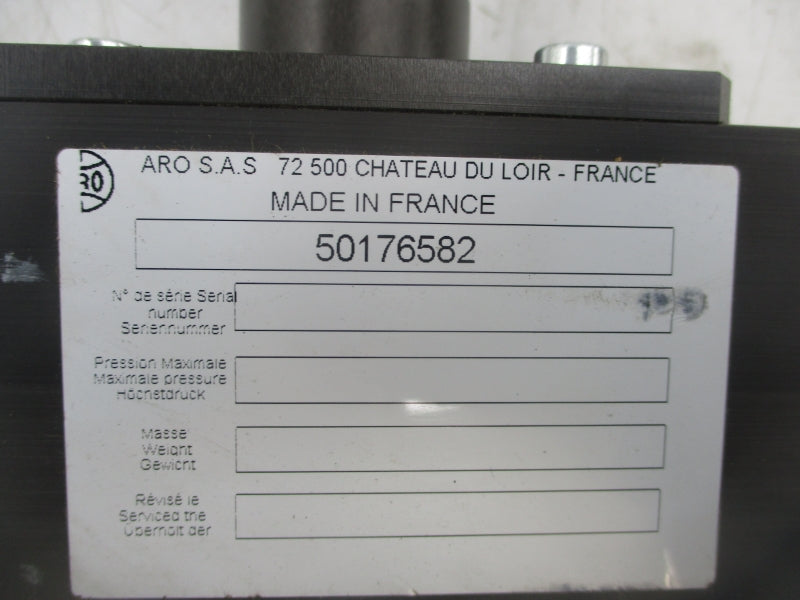 ARO S.A.S 72 500 CHATEAU DU LOIR - FRANCE
MADE IN FRANCE
50176582
N° de série Serial
number
Seriennummer
Pression Maximale
Maximale pressure
Höchstdruck
Masse
Weight
Gewicht
Révisé le
Serviced the
Überholt der